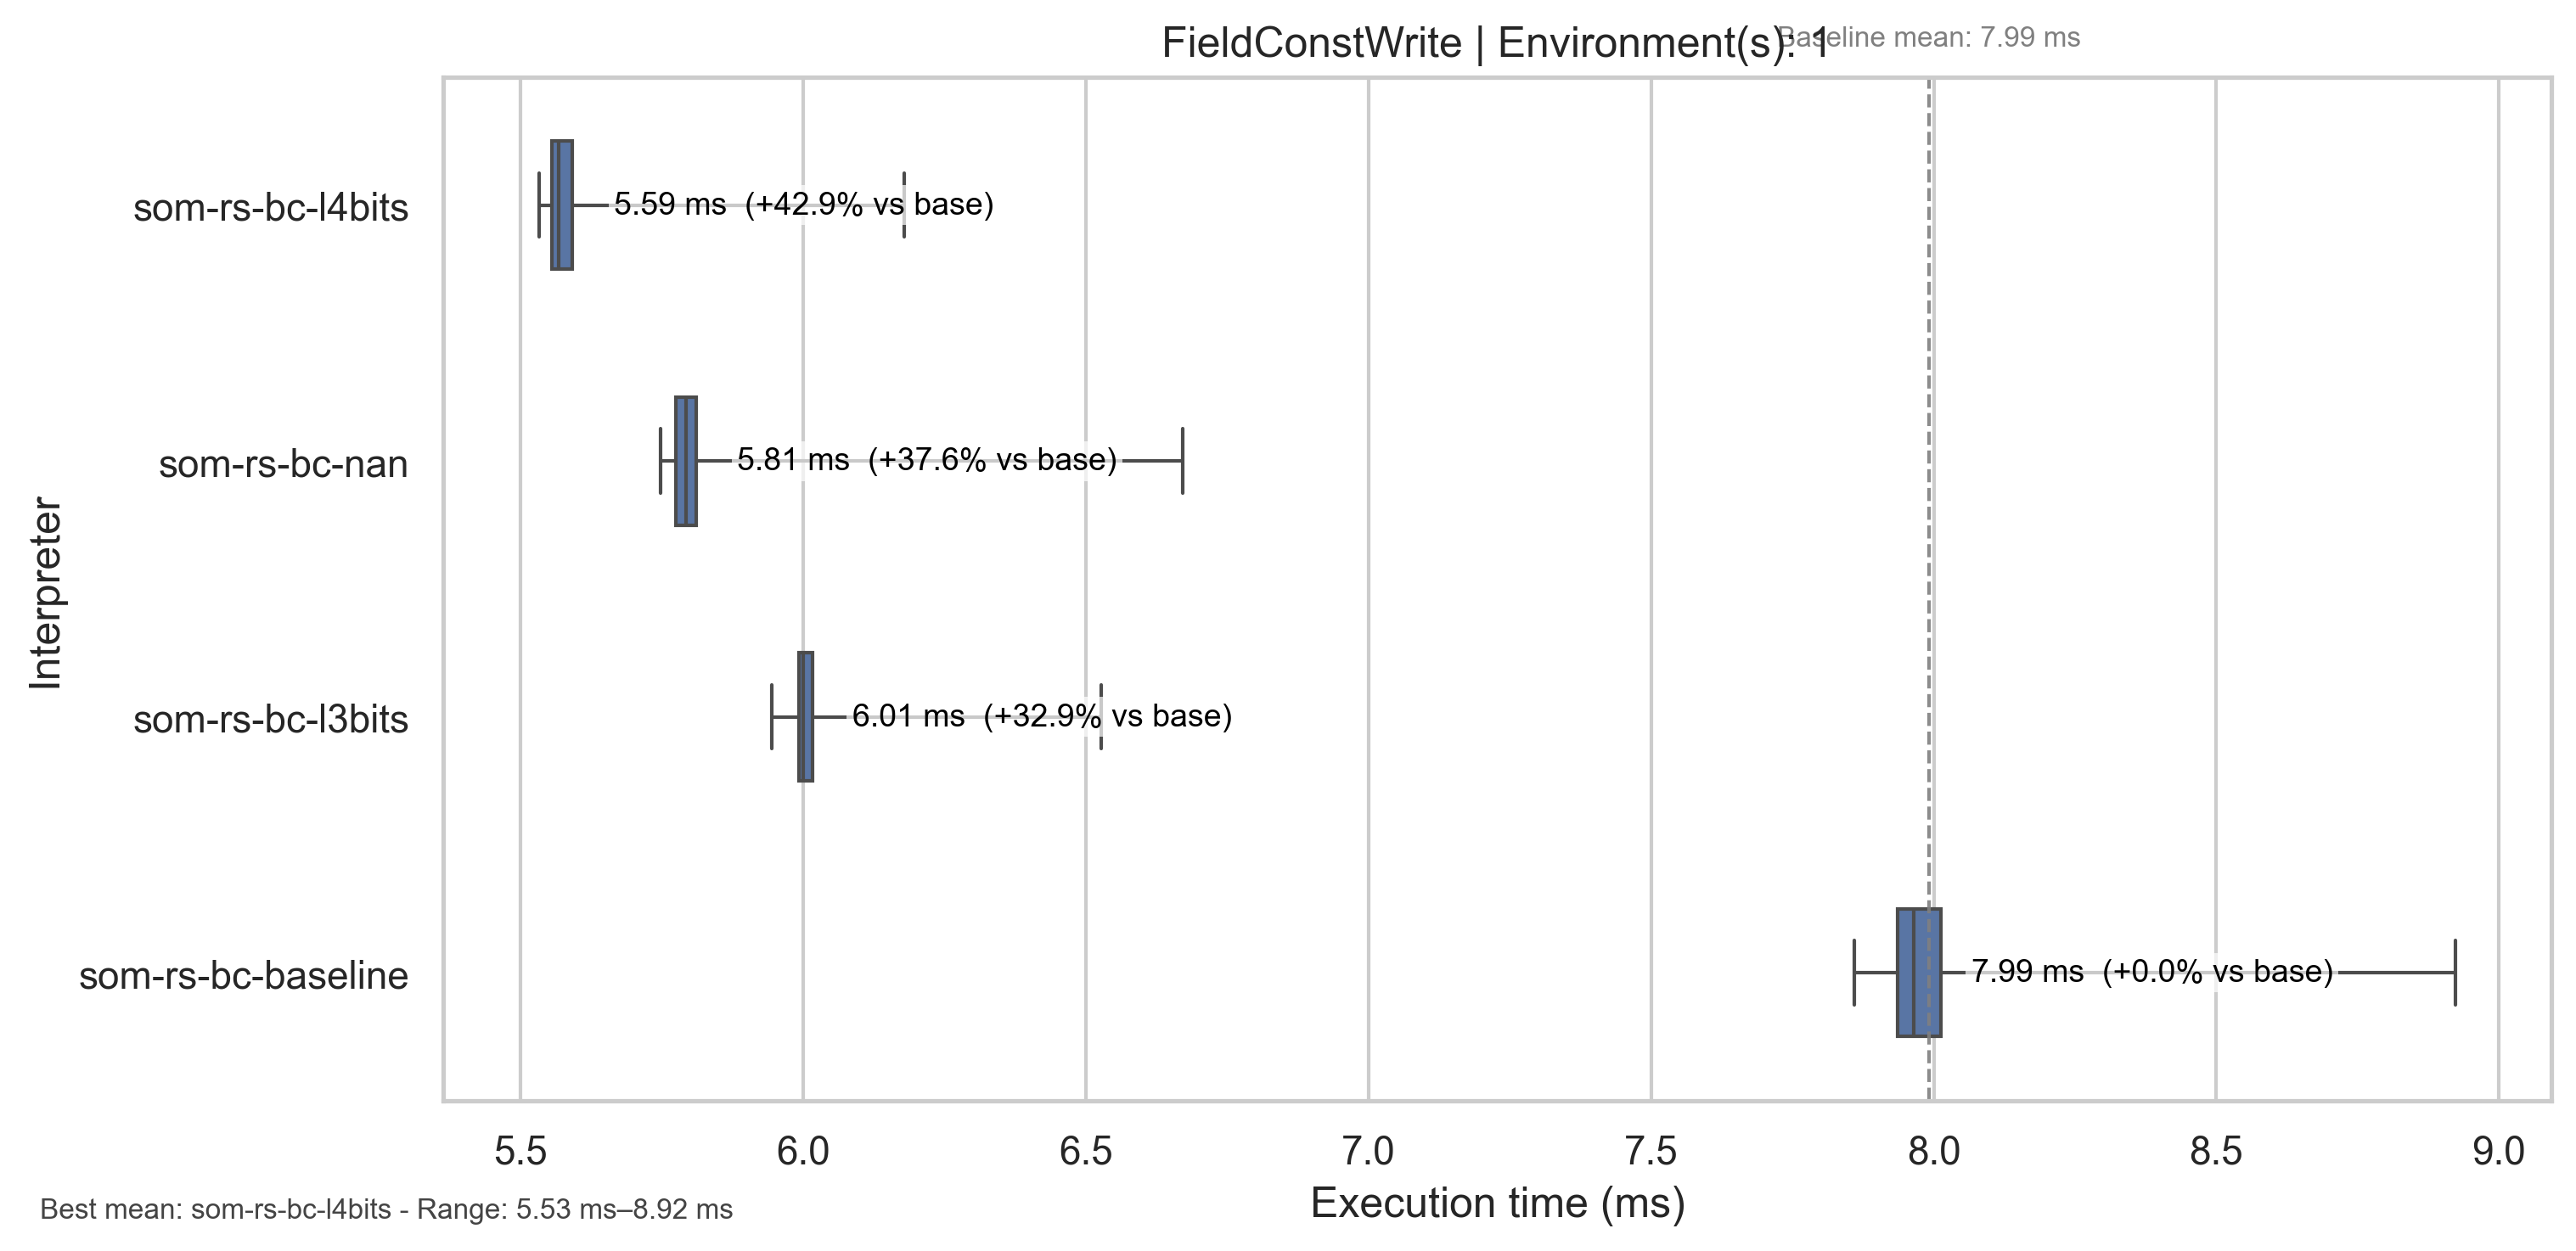 FieldConstWrite | Environment(s): 1
Baseline mean: 7.99 ms
Interpreter
som-rs-bc-l4bits
5.59 ms (+42.9% vs base)
som-rs-bc-nan
5.81 ms (+37.6% vs base)
som-rs-bc-l3bits
6.01 ms (+32.9% vs base)
som-rs-bc-baseline
7.99 ms (+0.0% vs base)
5.5 6.0 6.5 7.0 7.5 8.0 8.5 9.0
Execution time (ms)
Best mean: som-rs-bc-l4bits - Range: 5.53 ms–8.92 ms